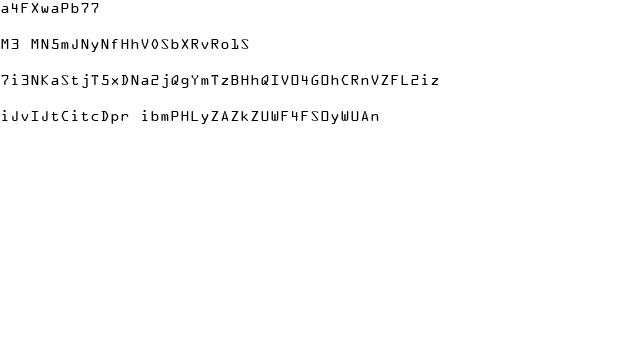 a4FXwaPb77
M3 MN5mJNyNfHhV0SbXRvRo1S
7i3NKaStjT5xDNa2jQgYmTzBHhQIVO4GOhCRnVZFL2iz
iJvIJtCitcDpr ibmPHLyZAZkZUWF4FSOyWUAn